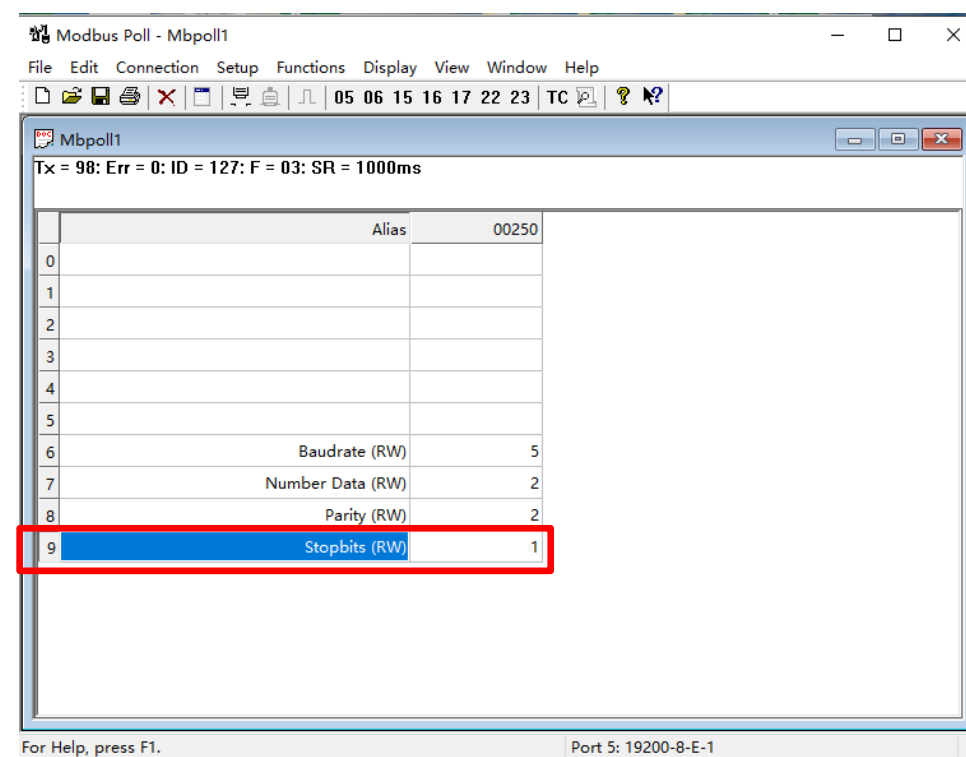 Modbus Poll - Mbpoll1
File Edit Connection Setup Functions Display View Window Help
05 06 15 16 17 22 23 TC
Mbpoll1
Tx = 98: Err = 0: ID = 127: F = 03: SR = 1000ms
Alias 00250
0
1
2
3
4
5
6 Baudrate (RW) 5
7 Number Data (RW) 2
8 Parity (RW) 2
9 Stopbits (RW) 1
For Help, press F1. Port 5: 19200-8-E-1